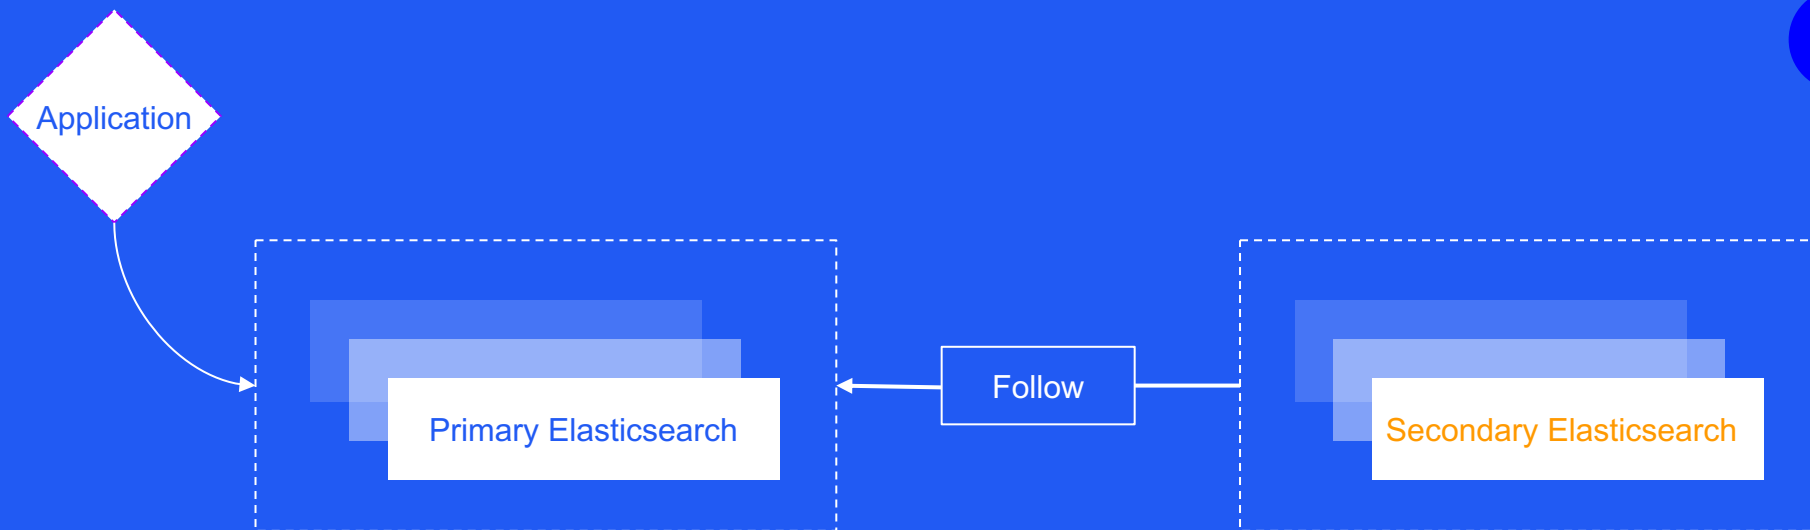 Application
Primary Elasticsearch
Follow
Secondary Elasticsearch